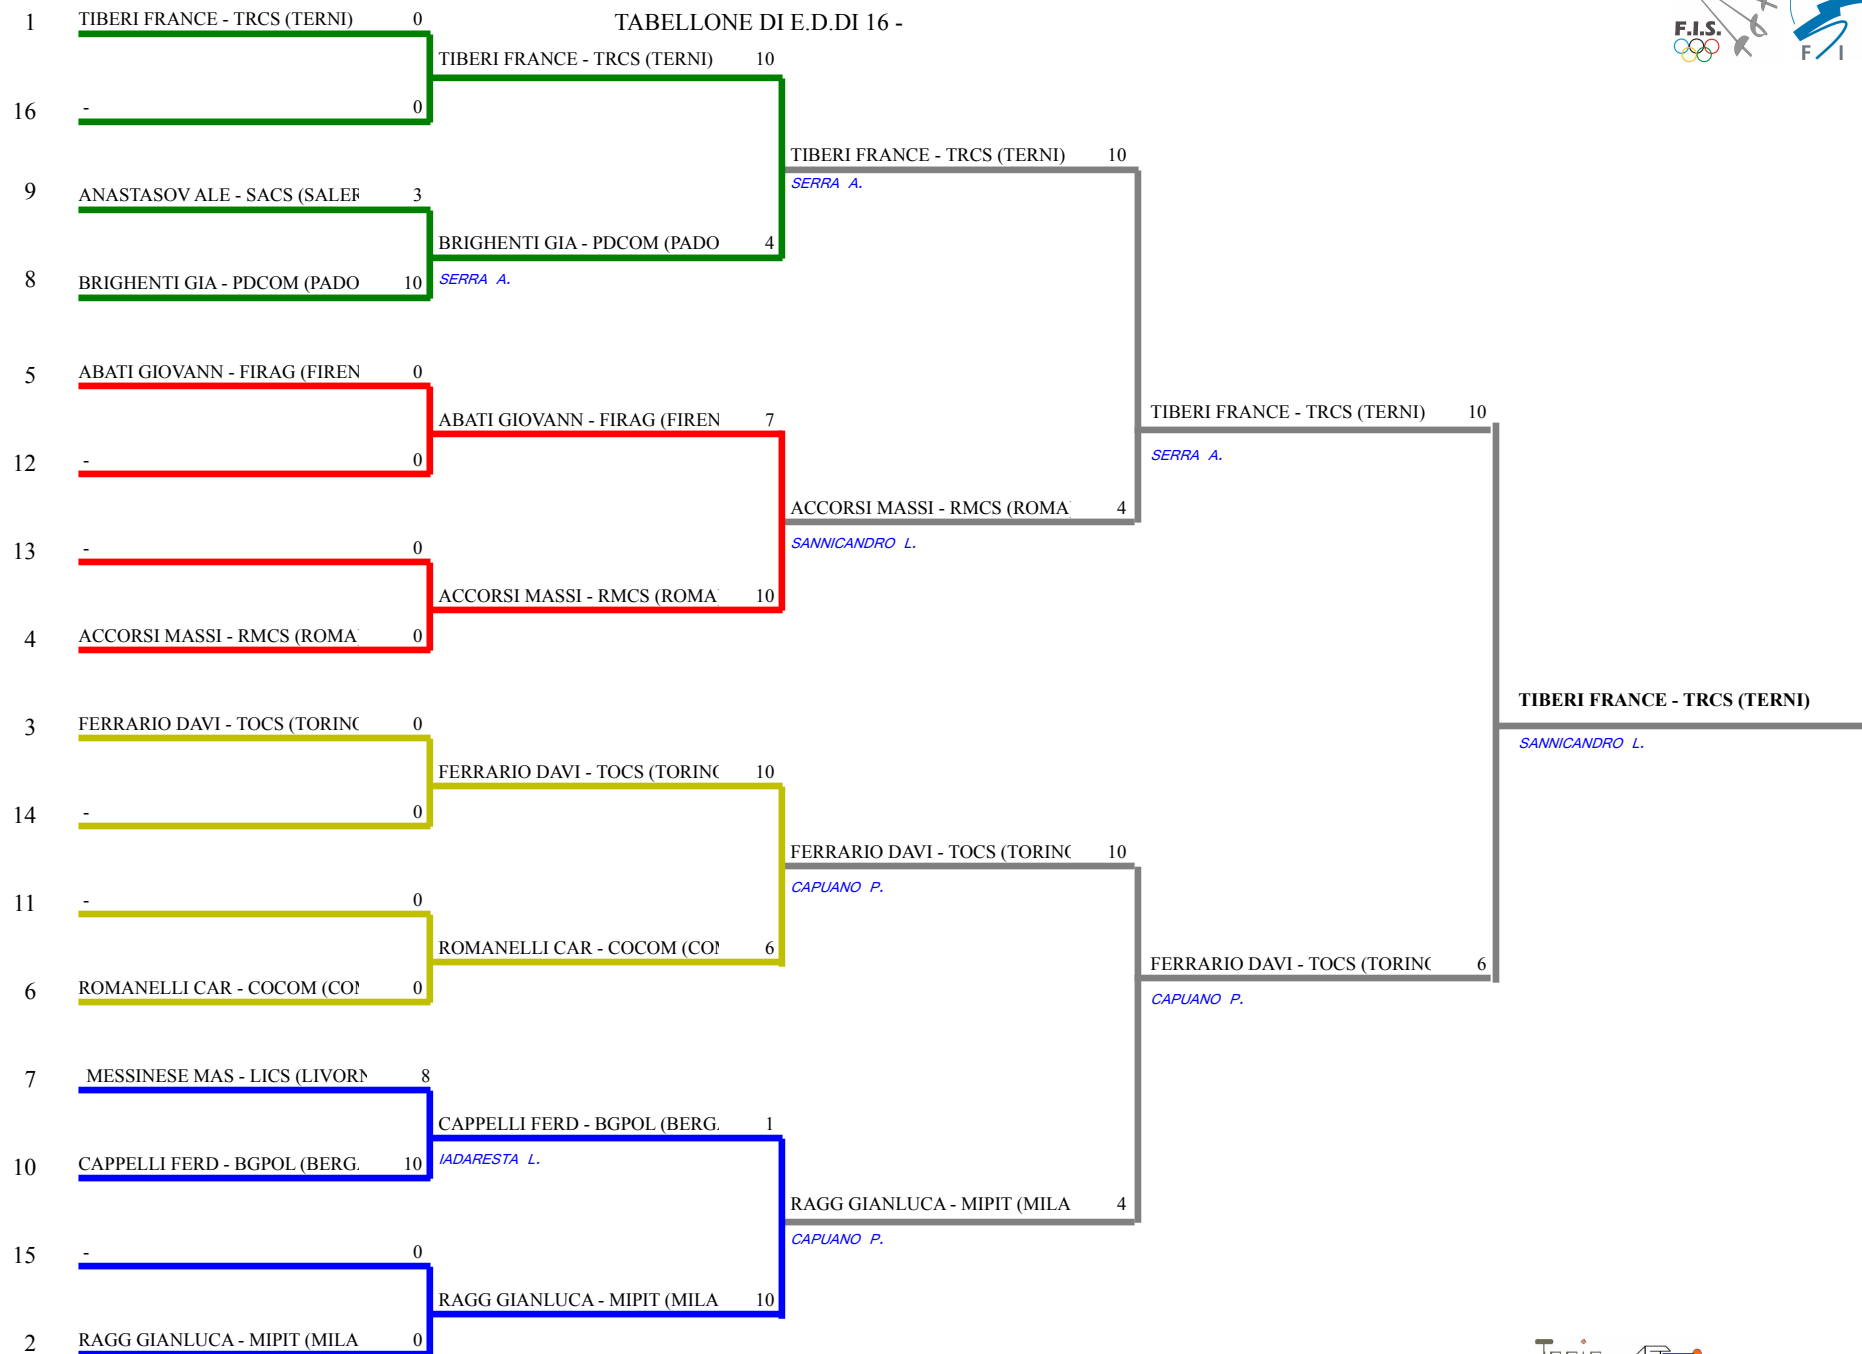 TABELLONE DI E.D.DI 16 -
F.I.S.
F I
1 TIBERI FRANCE - TRCS (TERNI) 0
TIBERI FRANCE - TRCS (TERNI) 10
16 - 0
TIBERI FRANCE - TRCS (TERNI) 10
SERRA A.
9 ANASTASOV ALE - SACS (SALER 3
BRIGHENTI GIA - PDCOM (PADO 4
SERRA A.
8 BRIGHENTI GIA - PDCOM (PADO 10
5 ABATI GIOVANN - FIRAG (FIREN 0
TIBERI FRANCE - TRCS (TERNI) 10
SERRA A.
ABATI GIOVANN - FIRAG (FIREN 7
12 - 0
ACCORSI MASSI - RMCS (ROMA 4
SANNICANDRO L.
13 - 0
ACCORSI MASSI - RMCS (ROMA 10
4 ACCORSI MASSI - RMCS (ROMA 0
TIBERI FRANCE - TRCS (TERNI)
SANNICANDRO L.
3 FERRARIO DAVI - TOCS (TORINO 0
FERRARIO DAVI - TOCS (TORINO 10
14 - 0
FERRARIO DAVI - TOCS (TORINO 10
CAPUANO P.
11 - 0
ROMANELLI CAR - COCOM (COM 6
FERRARIO DAVI - TOCS (TORINO 6
CAPUANO P.
6 ROMANELLI CAR - COCOM (COM 0
7 MESSINESE MAS - LICS (LIVORN 8
CAPPELLI FERD - BGPOL (BERG. 1
IADARESTA L.
10 CAPPELLI FERD - BGPOL (BERG. 10
RAGG GIANLUCA - MIPIT (MILA 4
CAPUANO P.
15 - 0
RAGG GIANLUCA - MIPIT (MILA 10
2 RAGG GIANLUCA - MIPIT (MILA 0